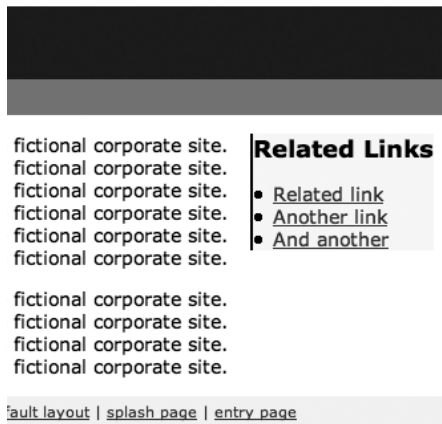 fictional corporate site.
fictional corporate site.
fictional corporate site.
fictional corporate site.
fictional corporate site.
fictional corporate site.
fictional corporate site.
fictional corporate site.
fictional corporate site.
fictional corporate site.
Related Links
• Related link
• Another link
• And another
fault layout | splash page | entry page